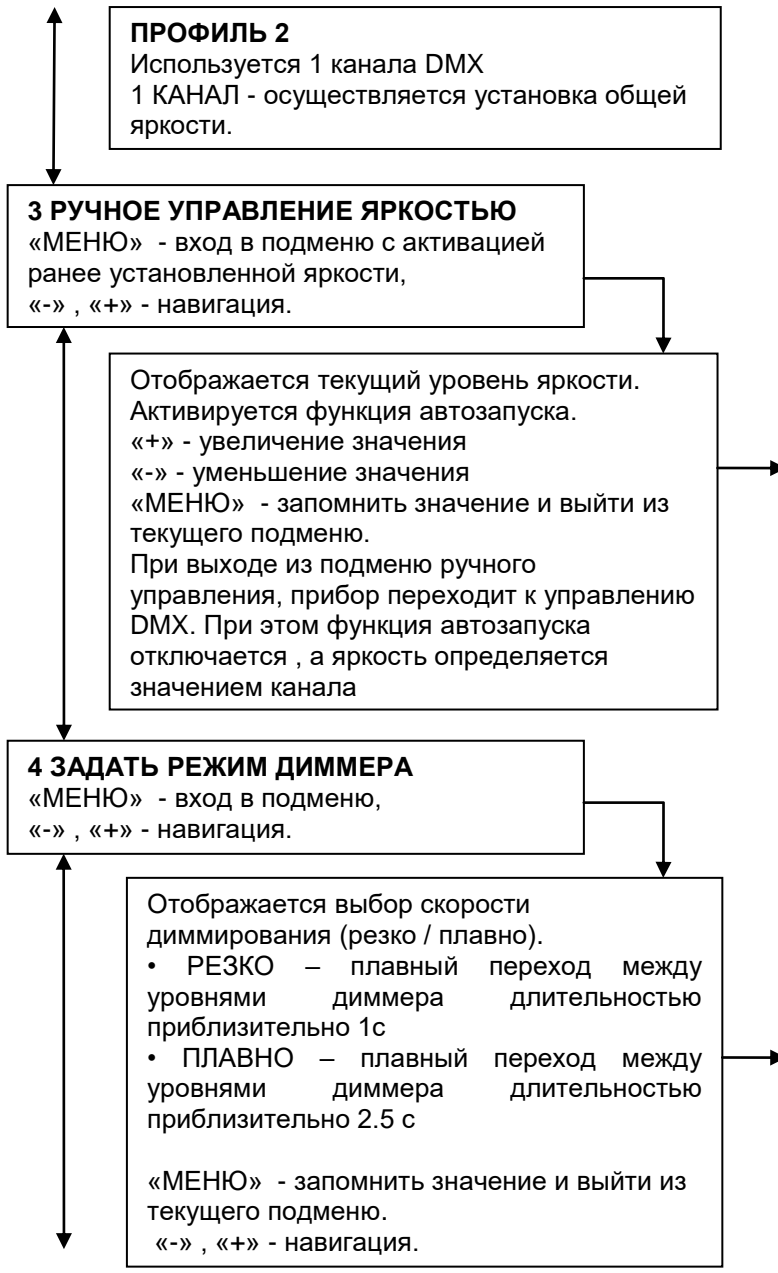 ПРОФИЛЬ 2
Используется 1 канала DMX
1 КАНАЛ - осуществляется установка общей
яркости.
3 РУЧНОЕ УПРАВЛЕНИЕ ЯРКОСТЬЮ
«МЕНЮ» - вход в подменю с активацией
ранее установленной яркости,
«-» , «+» - навигация.
Отображается текущий уровень яркости.
Активируется функция автозапуска.
«+» - увеличение значения
«-» - уменьшение значения
«МЕНЮ» - запомнить значение и выйти из
текущего подменю.
При выходе из подменю ручного
управления, прибор переходит к управлению
DMX. При этом функция автозапуска
отключается , а яркость определяется
значением канала
4 ЗАДАТЬ РЕЖИМ ДИММЕРА
«МЕНЮ» - вход в подменю,
«-» , «+» - навигация.
Отображается выбор скорости
диммирования (резко / плавно).
• РЕЗКО – плавный переход между
уровнями диммера длительностью
приблизительно 1с
• ПЛАВНО – плавный переход между
уровнями диммера длительностью
приблизительно 2.5 с
«МЕНЮ» - запомнить значение и выйти из
текущего подменю.
«-» , «+» - навигация.